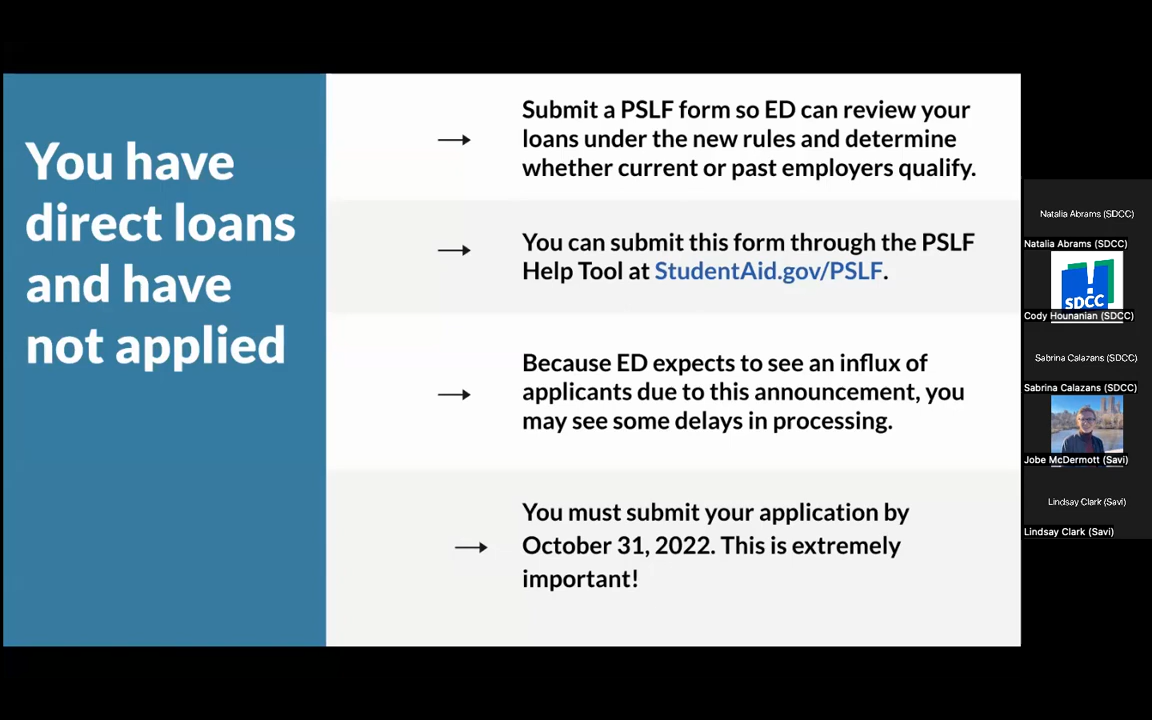 You have
direct loans
and have
not applied
Submit a PSLF form so ED can review your
loans under the new rules and determine
whether current or past employers qualify.
You can submit this form through the PSLF
Help Tool at StudentAid.gov/PSLF.
Because ED expects to see an influx of
applicants due to this announcement, you
may see some delays in processing.
You must submit your application by
October 31, 2022. This is extremely
important!
Natalia Abrams (SDCC)
Natalia Abrams (SDCC)
SDCC
Cody Hounanian (SDCC)
Sabrina Calazans (SDCC)
Sabrina Calazans (SDCC)
Jobe McDermott (Savi)
Lindsay Clark (Savi)
Lindsay Clark (Savi)